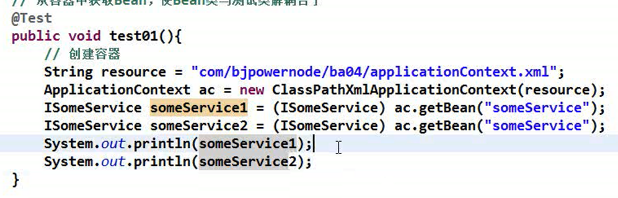 // 从容器中获取Bean，使Bean类与测试类解耦合了
@Test
public void test01(){
// 创建容器
String resource = "com/bjpowernode/ba04/applicationContext.xml";
ApplicationContext ac = new ClassPathXmlApplicationContext(resource);
ISomeService someService1 = (ISomeService) ac.getBean("someService");
ISomeService someService2 = (ISomeService) ac.getBean("someService");
System.out.println(someService1);
System.out.println(someService2);
}